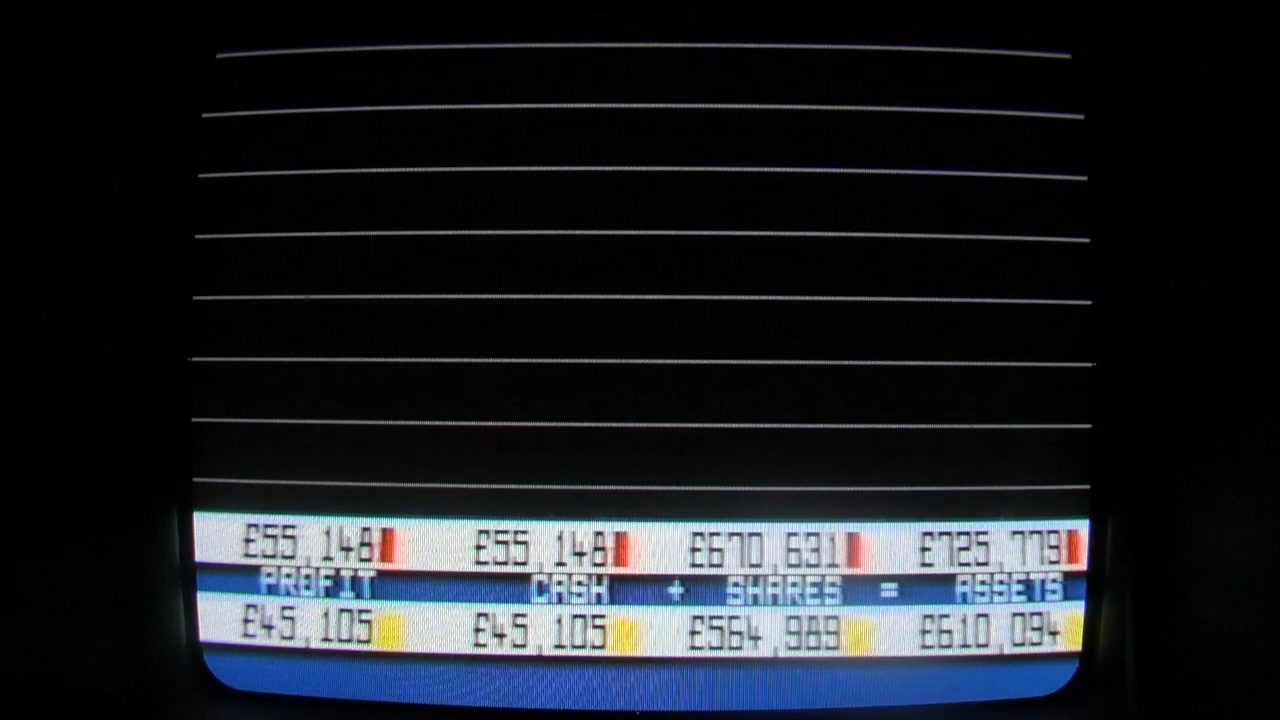 £55,148 £55,148 £670,631 £725,779
PROFIT CASH + SHARES = ASSETS
£45,105 £45,105 £564,989 £610,094